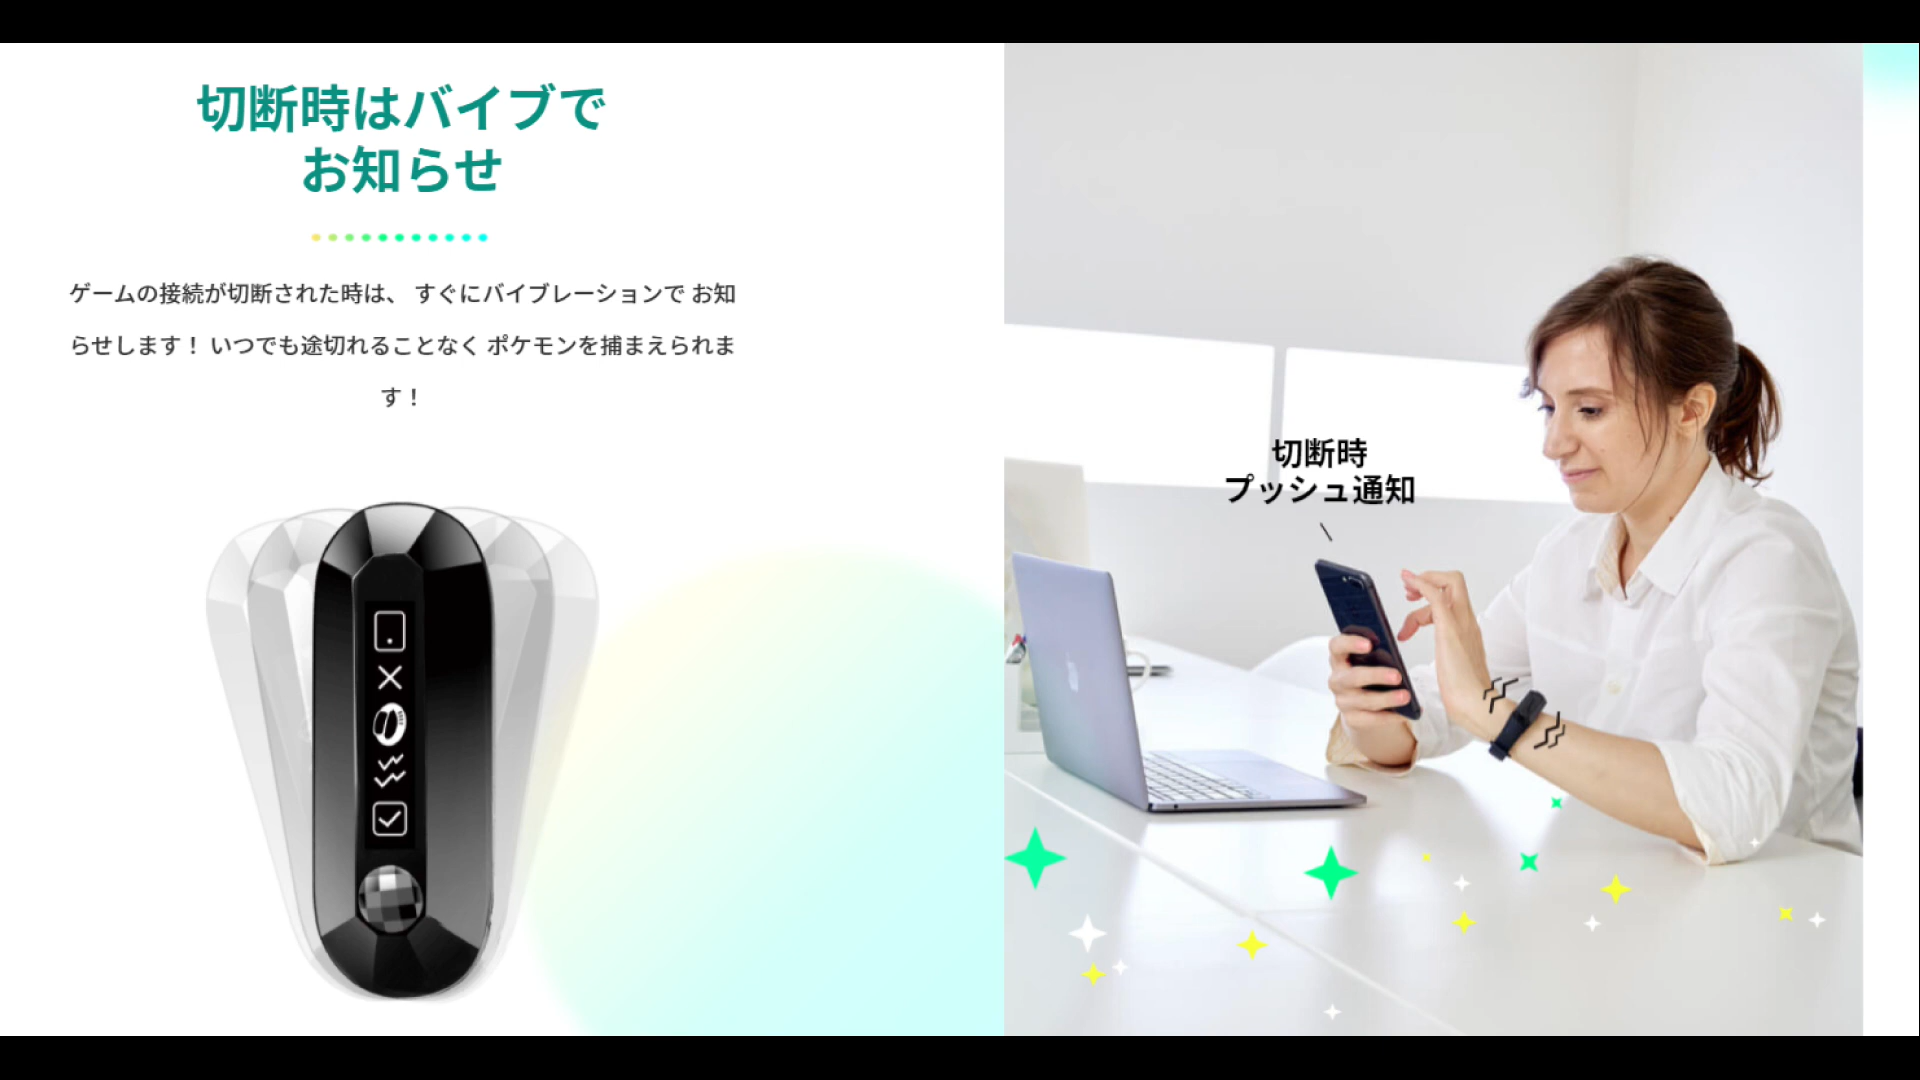 切断時はバイブで
お知らせ
ゲームの接続が切断された時は、 すぐにバイブレーションで お知
らせします！ いつでも途切れることなく ポケモンを捕まえられま
す！
切断時
プッシュ通知